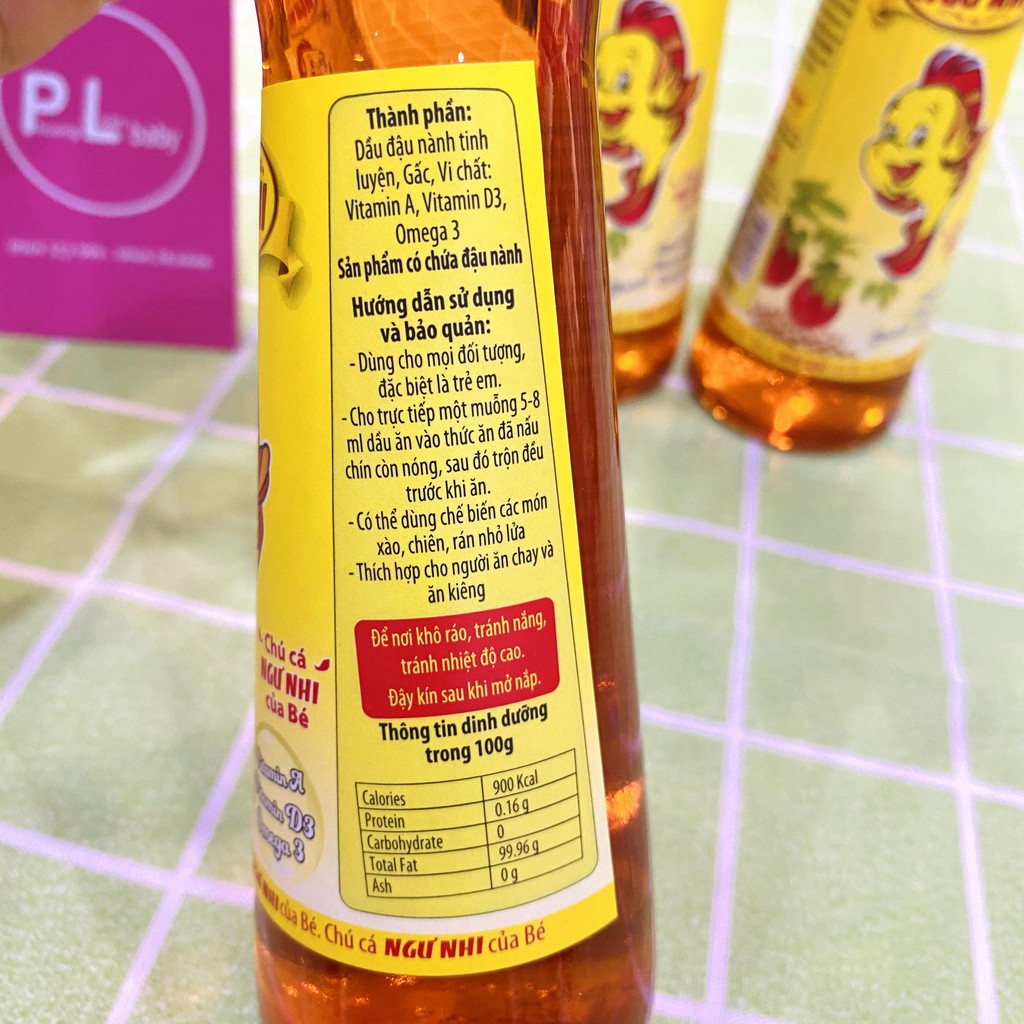 P.L
baby
Thành phần:
Dầu đậu nành tinh
luyện, Gấc, Vi chất:
Vitamin A, Vitamin D3,
Omega 3
Sản phẩm có chứa đậu nành
Hướng dẫn sử dụng
và bảo quản:
- Dùng cho mọi đối tượng,
đặc biệt là trẻ em.
- Cho trực tiếp một muỗng 5-8
ml dầu ăn vào thức ăn đã nấu
chín còn nóng, sau đó trộn đều
trước khi ăn.
- Có thể dùng chế biến các món
xào, chiên, rán nhỏ lửa
- Thích hợp cho người ăn chay và
ăn kiêng
Để nơi khô ráo, tránh nắng,
tránh nhiệt độ cao.
Đậy kín sau khi mở nắp.
Thông tin dinh dưỡng
trong 100g
Calories 900 Kcal
Protein 0.16 g
Carbohydrate 0
Total Fat 99.96 g
Ash 0 g
Chú cá
NGƯ NHI
của Bé
A
D3
3
của Bé. Chú cá NGƯ NHI của Bé